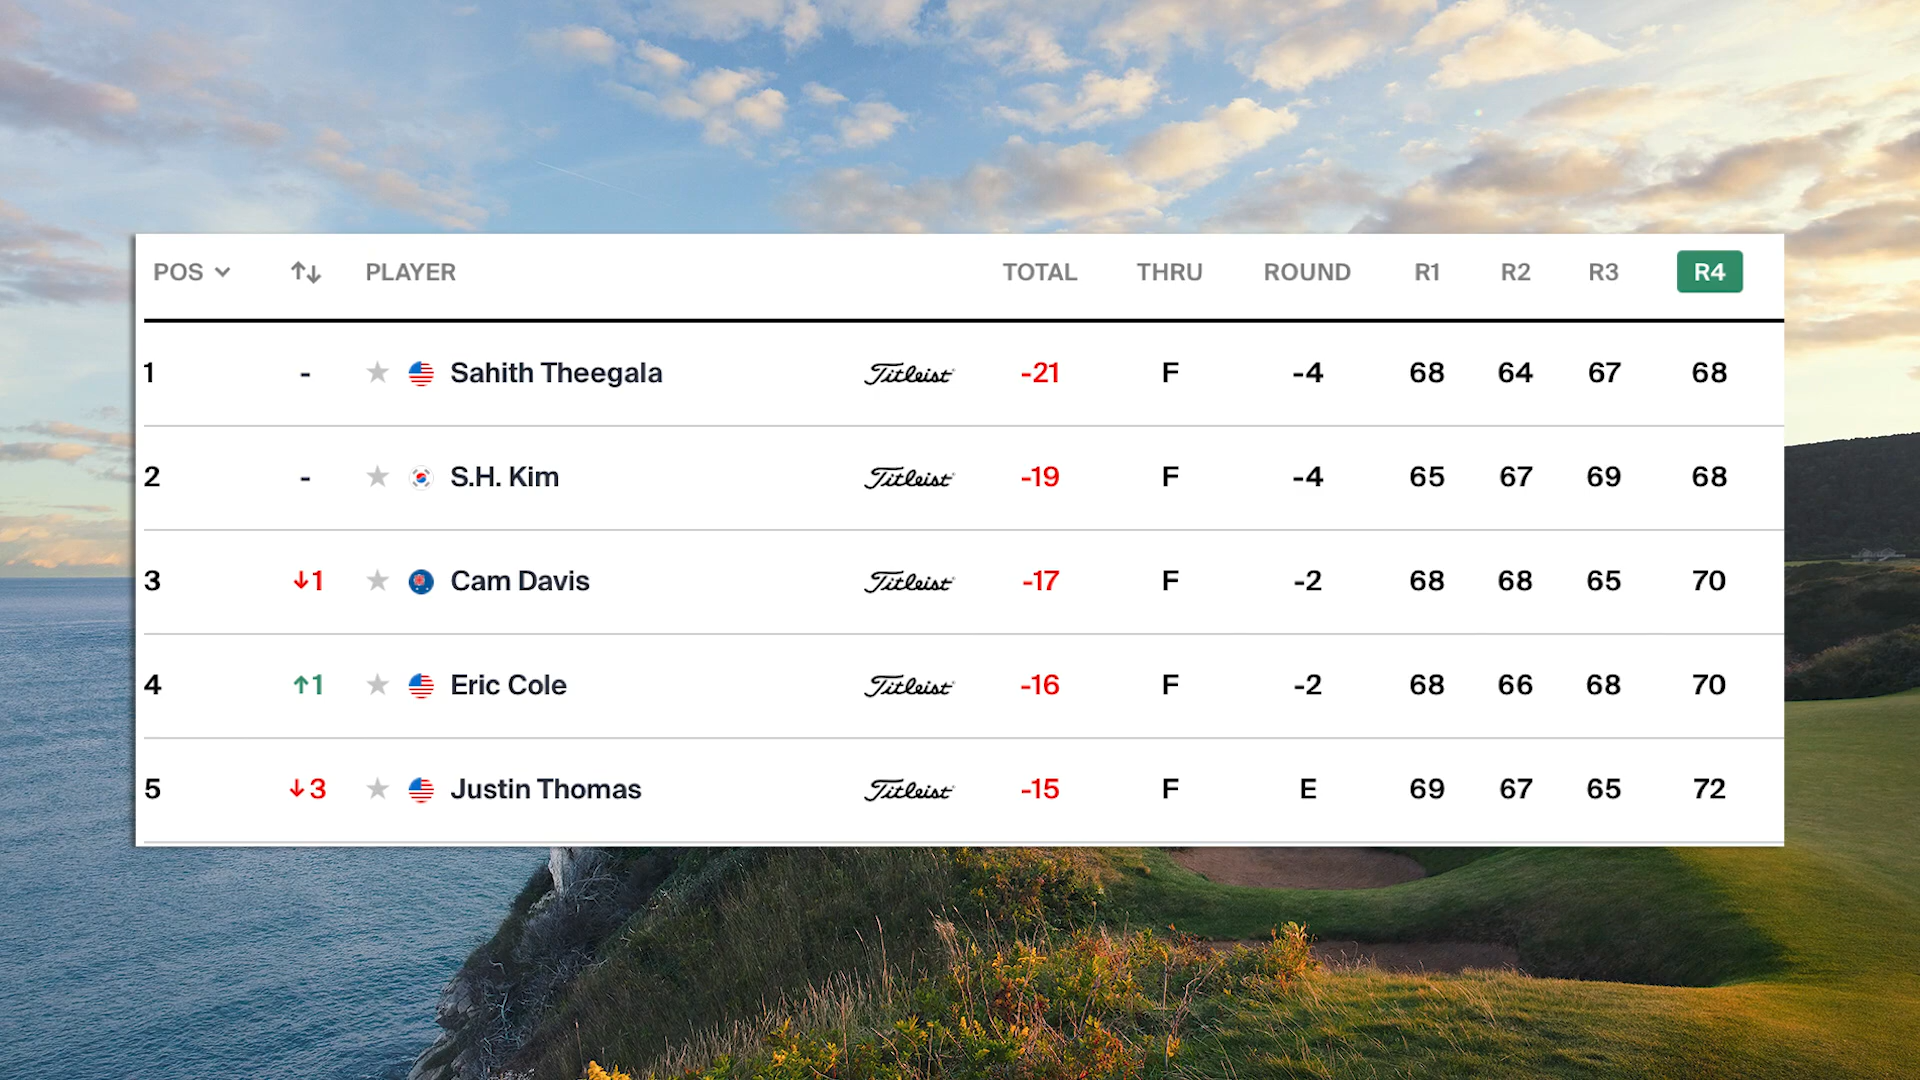 POS PLAYER TOTAL THRU ROUND R1 R2 R3 R4
1 - Sahith Theegala Titleist -21 F -4 68 64 67 68
2 - S.H. Kim Titleist -19 F -4 65 67 69 68
3 ↓1 Cam Davis Titleist -17 F -2 68 68 65 70
4 ↑1 Eric Cole Titleist -16 F -2 68 66 68 70
5 ↓3 Justin Thomas Titleist -15 F E 69 67 65 72